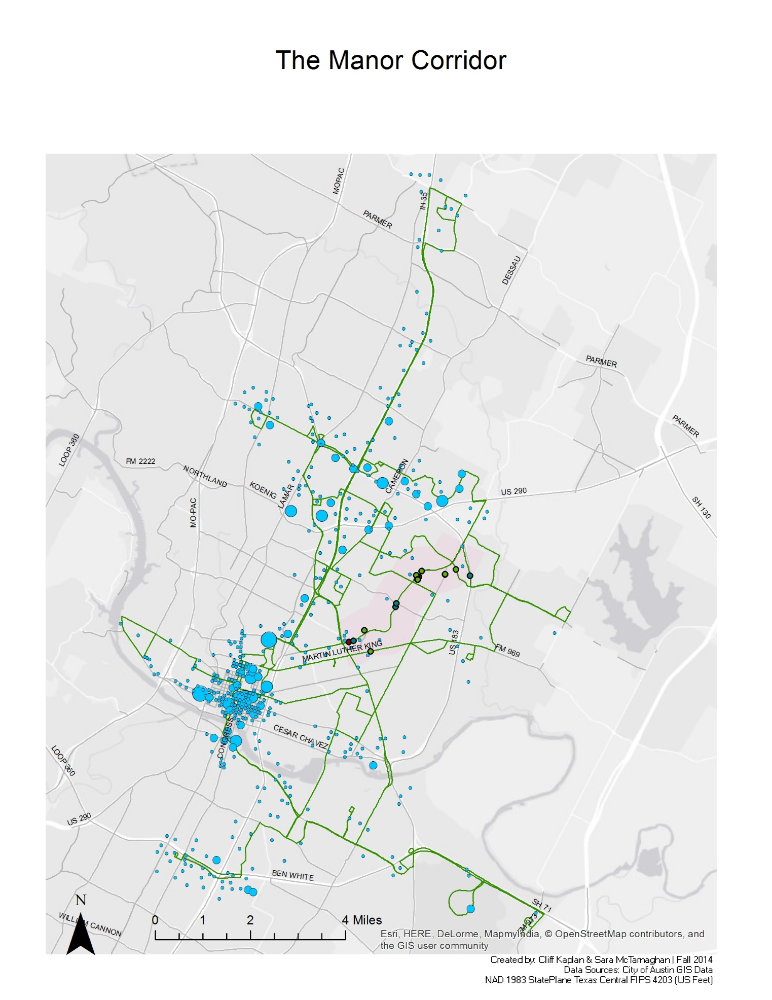 The Manor Corridor
MOPAC
IH 35
PARMER
DESSAU
PARMER
PARMER
LOOP 360
FM 2222
NORTHLAND
KOENIG
LAMAR
CAMERON
US 290
SH 130
MO-PAC
MARTIN LUTHER KING
US 183
FM 969
CONGRESS
CESAR CHAVEZ
LOOP 360
US 290
BEN WHITE
SH 71
FM 973
WILLIAM CANNON
N
0 1 2 4 Miles
Esri, HERE, DeLorme, MapmyIndia, © OpenStreetMap contributors, and
the GIS user community
Created by: Cliff Kaplan & Sara McTarnaghan | Fall 2014
Data Sources: City of Austin GIS Data
NAD 1983 StatePlane Texas Central FIPS 4203 (US Feet)